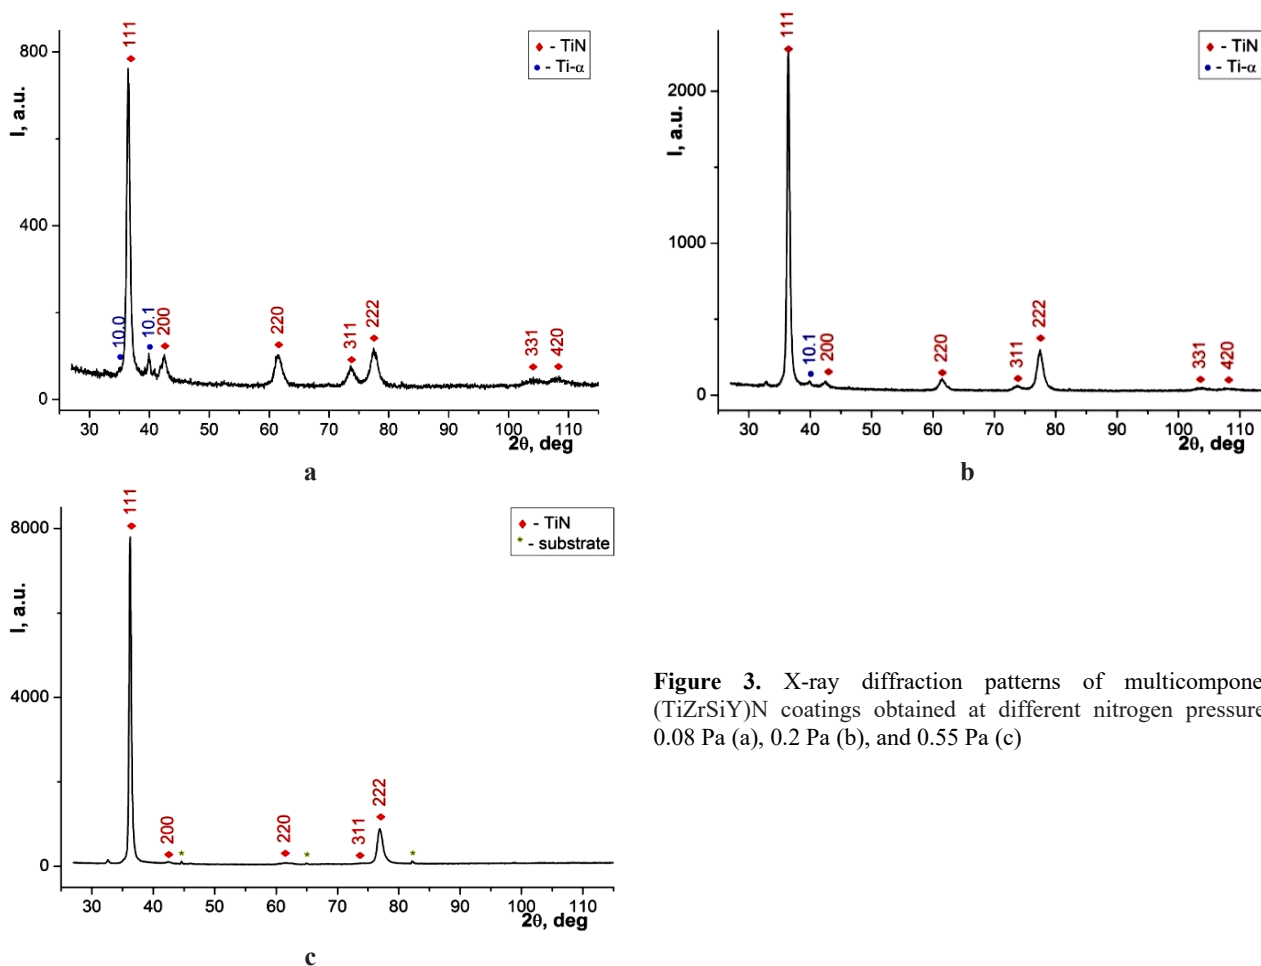 111
800
- TiN
- Ti-α
I, a.u.
400
10.0
10.1
200
220
311
222
331
420
0
30 40 50 60 70 80 90 100 110
2θ, deg
a
111
- TiN
- Ti-α
2000
I, a.u.
1000
222
10.1
200
220
311
331
420
0
30 40 50 60 70 80 90 100 110
2θ, deg
b
111
8000
- TiN
* - substrate
I, a.u.
4000
222
200
*
220
*
311
*
0
30 40 50 60 70 80 90 100 110
2θ, deg
c
Figure 3. X-ray diffraction patterns of multicompone
(TiZrSiY)N coatings obtained at different nitrogen pressure
0.08 Pa (a), 0.2 Pa (b), and 0.55 Pa (c)